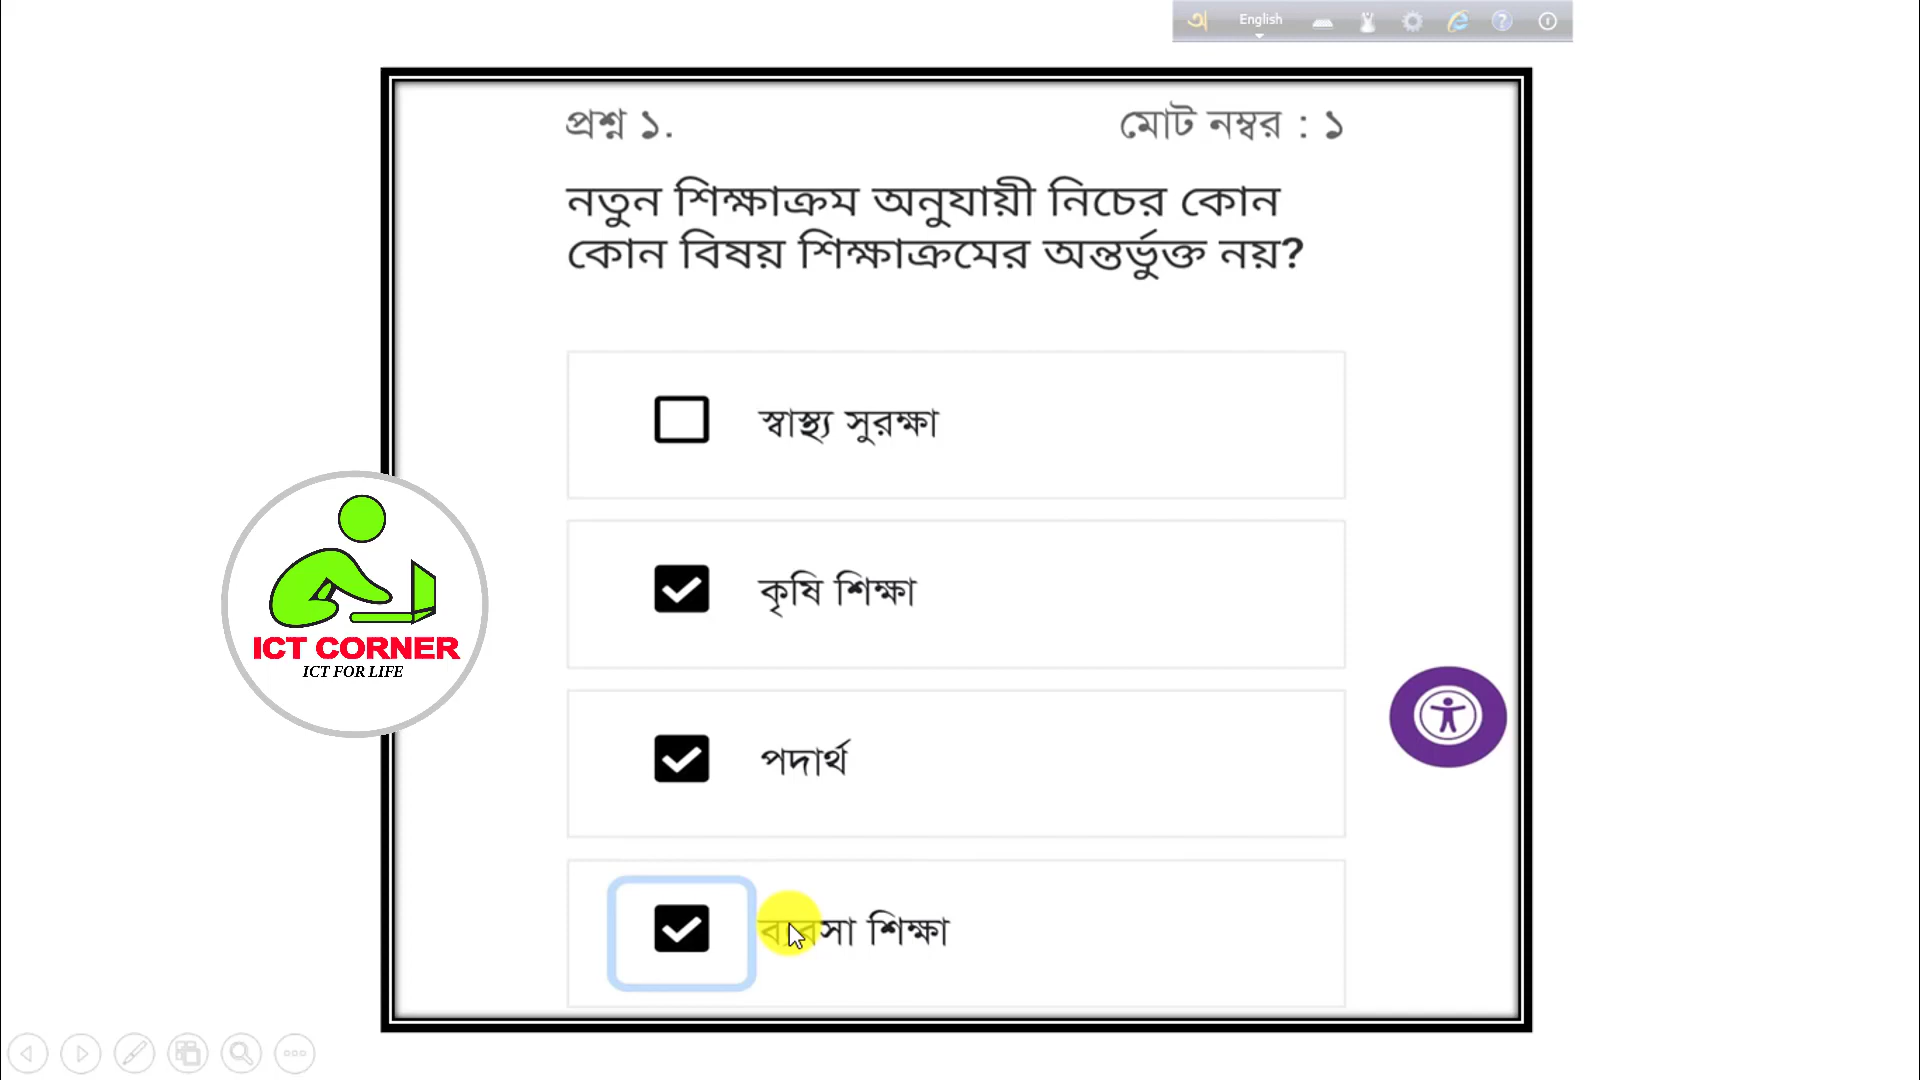 English
প্রশ্ন ১.
মোট নম্বর : ১
নতুন শিক্ষাক্রম অনুযায়ী নিচের কোন
কোন বিষয় শিক্ষাক্রমের অন্তর্ভুক্ত নয়?
স্বাস্থ্য সুরক্ষা
কৃষি শিক্ষা
ICT CORNER
ICT FOR LIFE
পদার্থ
ব্যবসা শিক্ষা